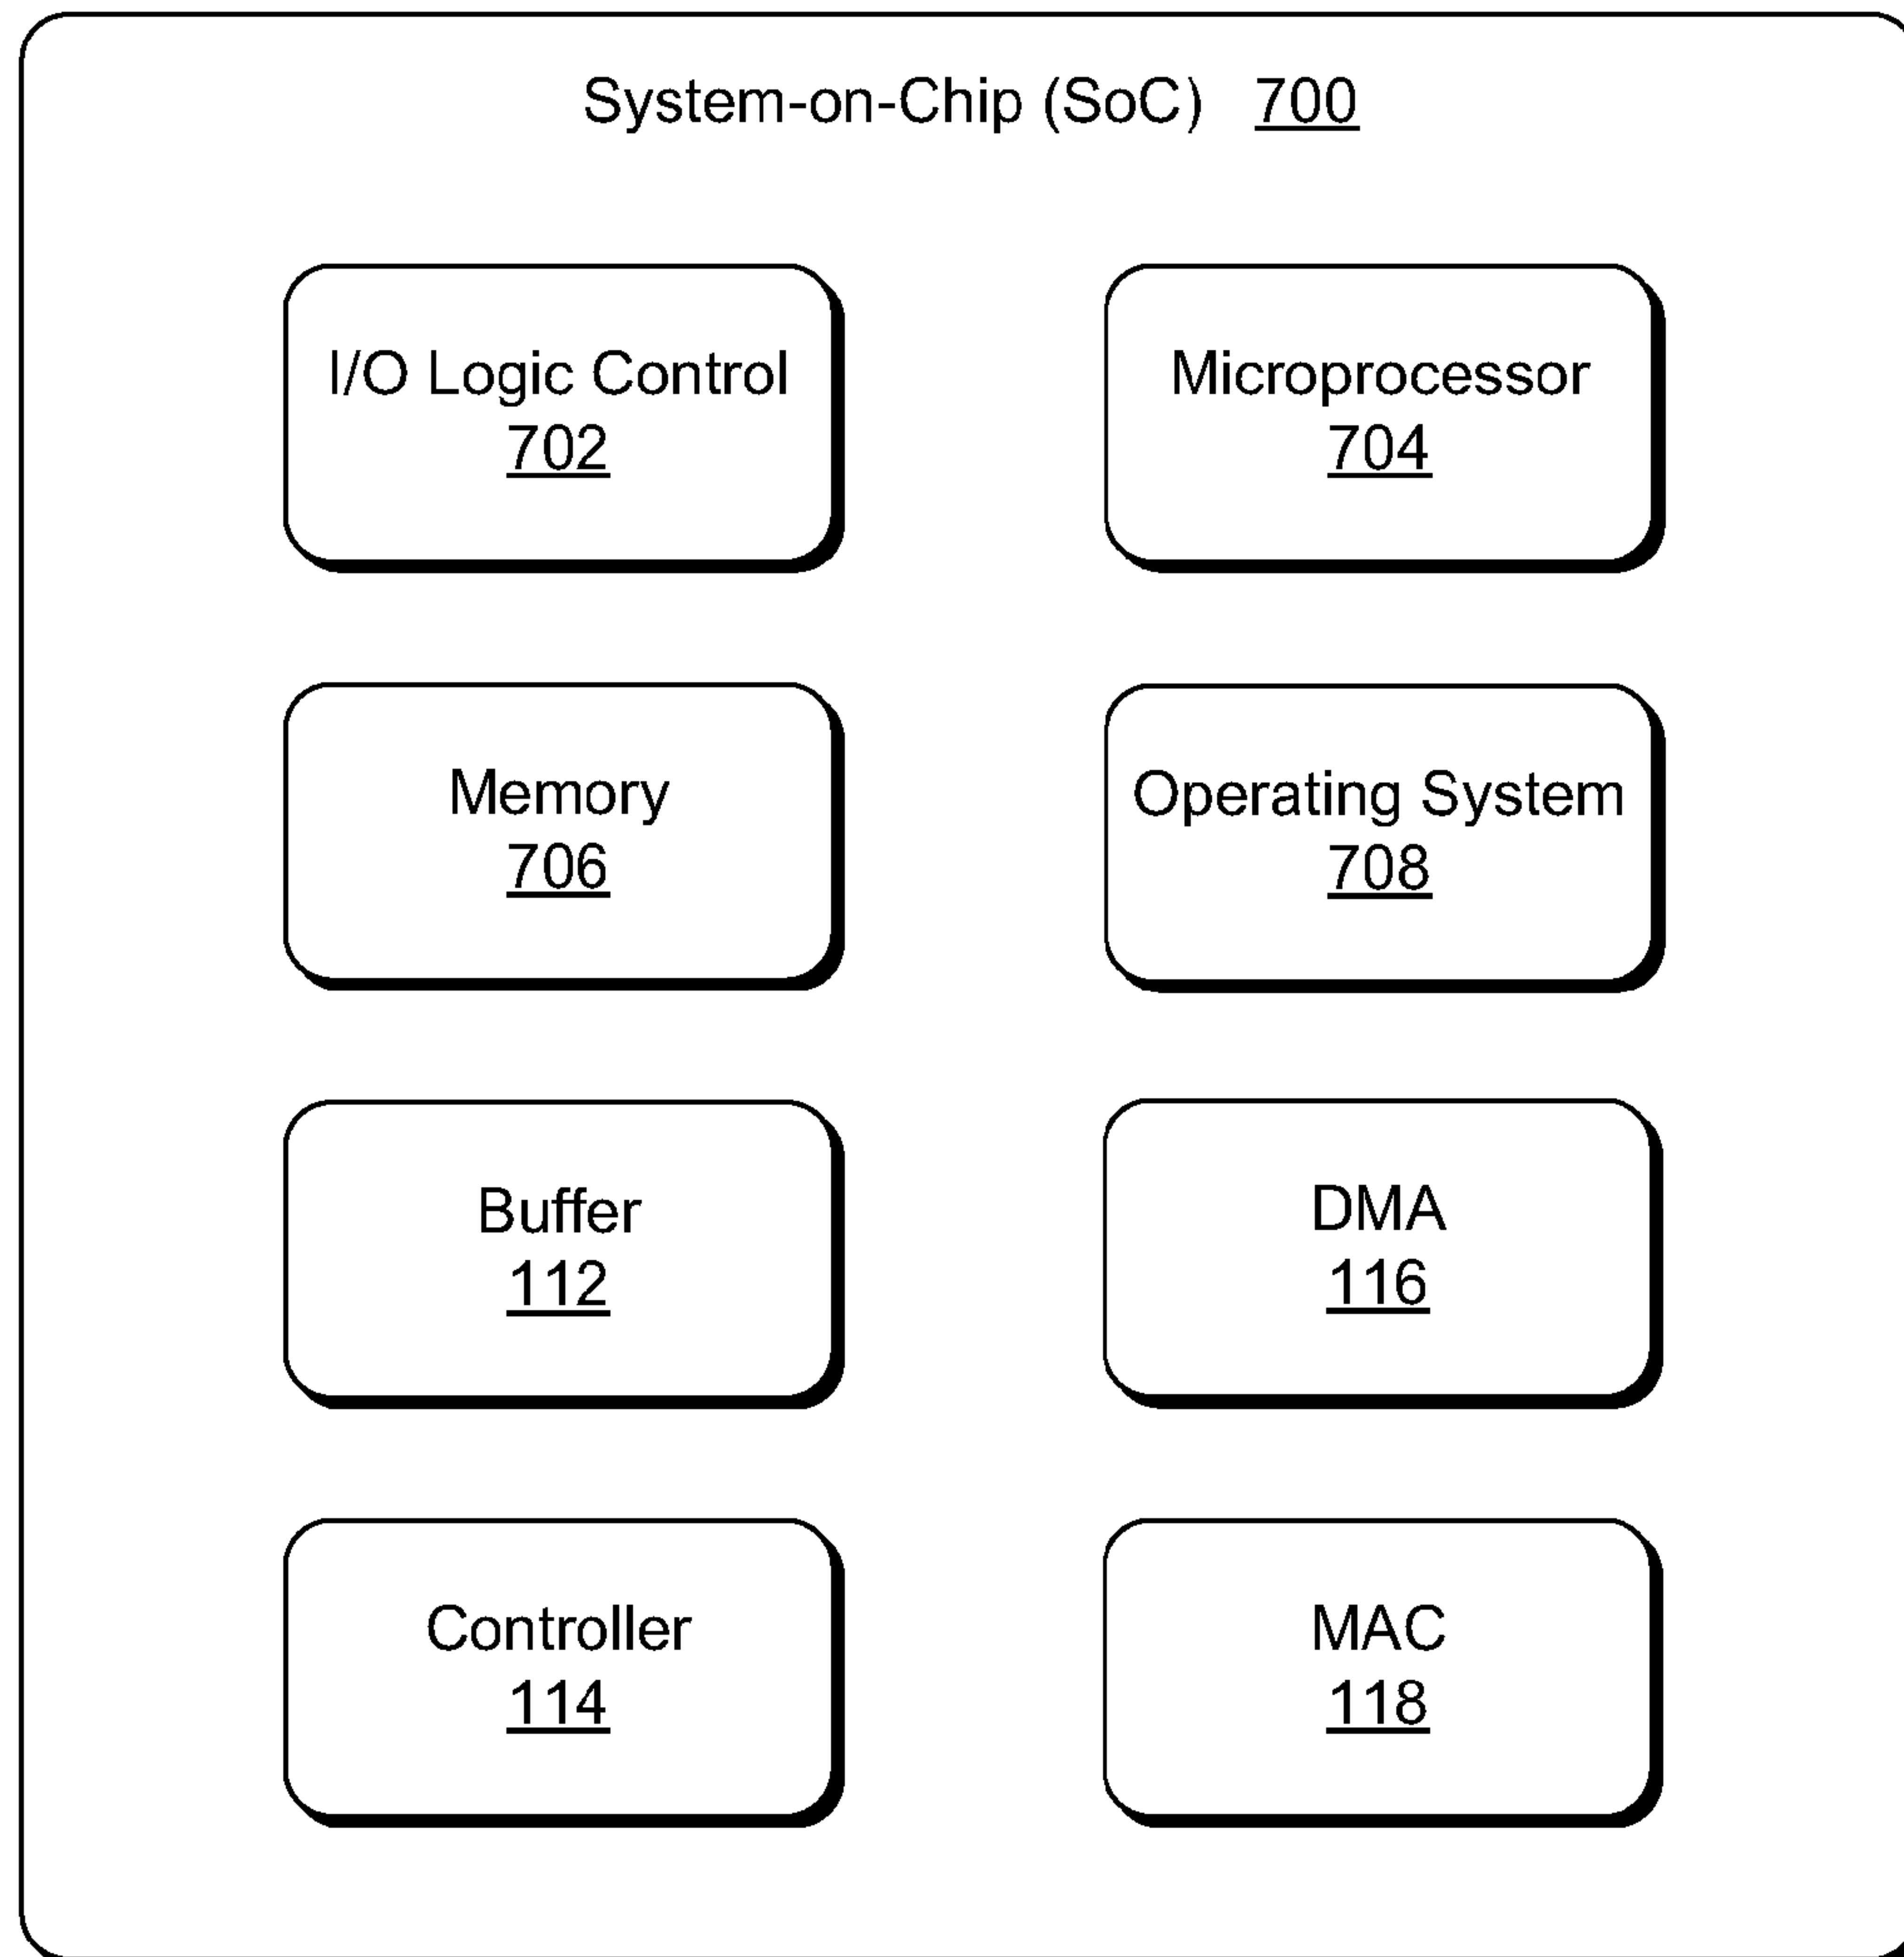 System-on-Chip (SoC) 700
I/O Logic Control
702
Microprocessor
704
Memory
706
Operating System
708
Buffer
112
DMA
116
Controller
114
MAC
118